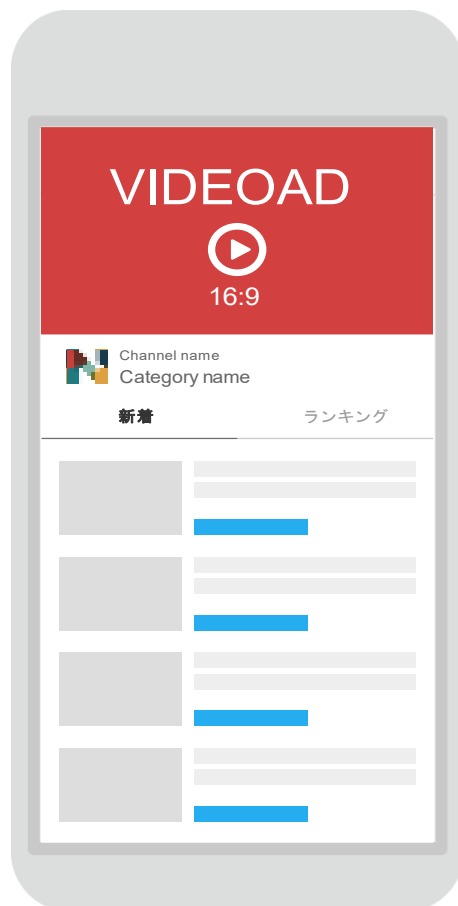 VIDEOAD
16:9
Channel name
Category name
新着
ランキング